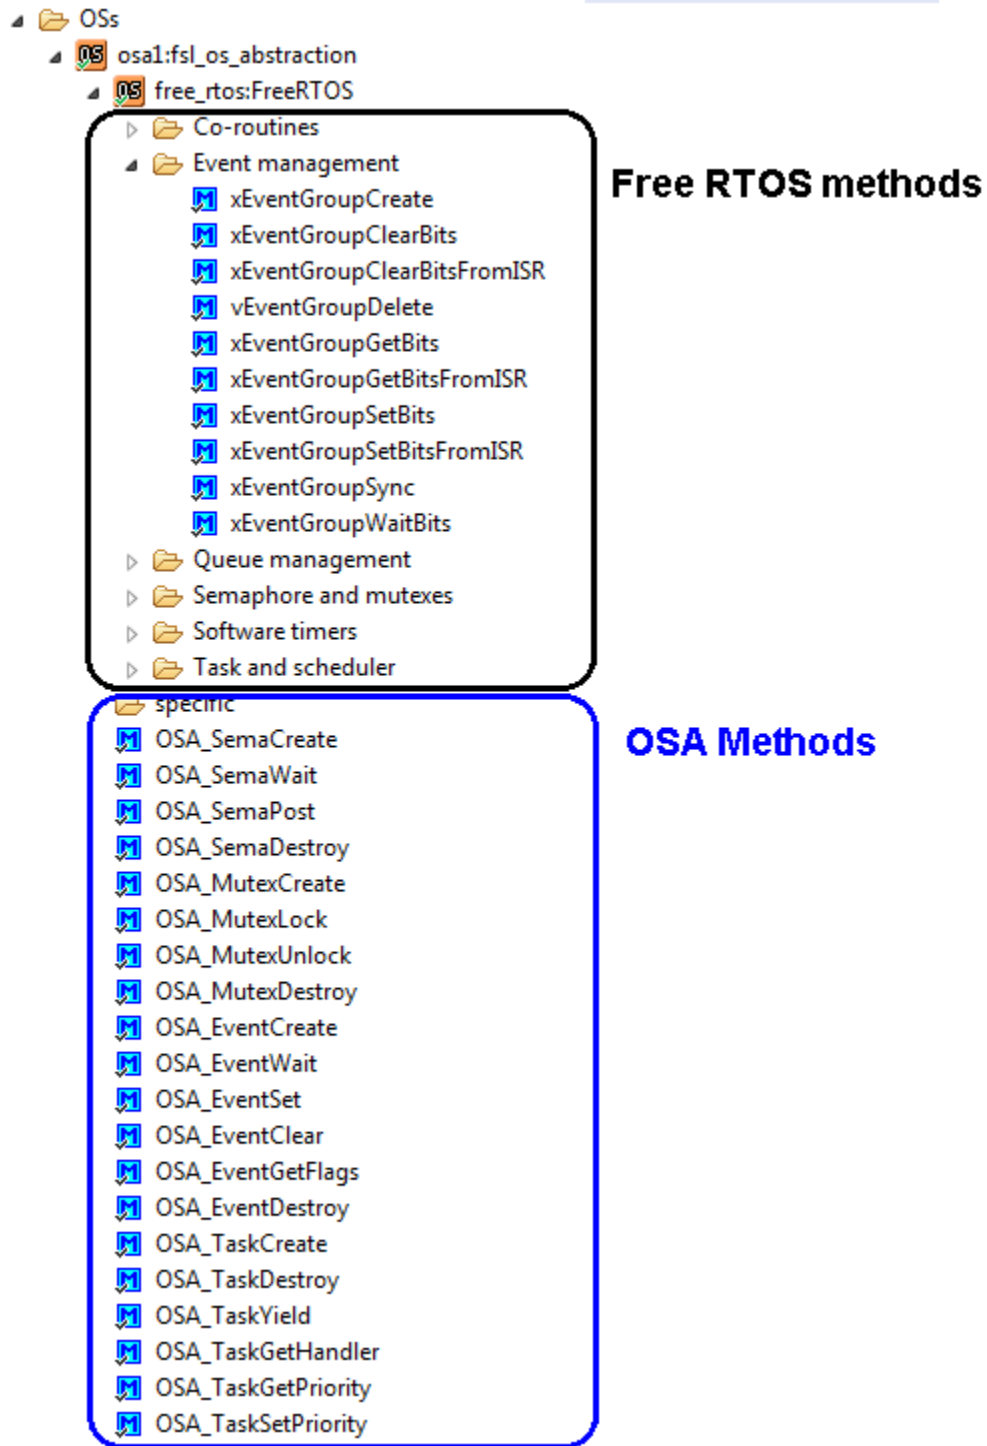 OSs
osa1:fsl_os_abstraction
free_rtos:FreeRTOS
Co-routines
Event management
Free RTOS methods
xEventGroupCreate
xEventGroupClearBits
xEventGroupClearBitsFromISR
vEventGroupDelete
xEventGroupGetBits
xEventGroupGetBitsFromISR
xEventGroupSetBits
xEventGroupSetBitsFromISR
xEventGroupSync
xEventGroupWaitBits
Queue management
Semaphore and mutexes
Software timers
Task and scheduler
specific
OSA_SemaCreate
OSA Methods
OSA_SemaWait
OSA_SemaPost
OSA_SemaDestroy
OSA_MutexCreate
OSA_MutexLock
OSA_MutexUnlock
OSA_MutexDestroy
OSA_EventCreate
OSA_EventWait
OSA_EventSet
OSA_EventClear
OSA_EventGetFlags
OSA_EventDestroy
OSA_TaskCreate
OSA_TaskDestroy
OSA_TaskYield
OSA_TaskGetHandler
OSA_TaskGetPriority
OSA_TaskSetPriority